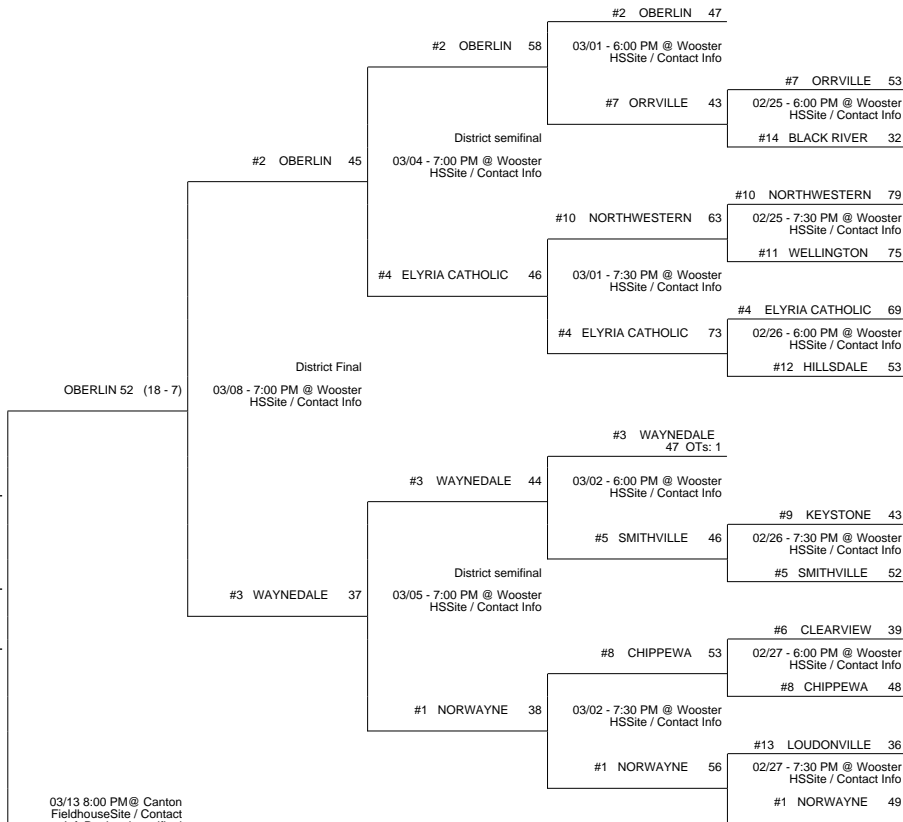 #2 OBERLIN 47
#2 OBERLIN 58
03/01 - 6:00 PM @ Wooster
HSSite / Contact Info
#7 ORRVILLE 53
#7 ORRVILLE 43
02/25 - 6:00 PM @ Wooster
HSSite / Contact Info
District semifinal
#14 BLACK RIVER 32
#2 OBERLIN 45
03/04 - 7:00 PM @ Wooster
HSSite / Contact Info
#10 NORTHWESTERN 79
#10 NORTHWESTERN 63
02/25 - 7:30 PM @ Wooster
HSSite / Contact Info
#11 WELLINGTON 75
#4 ELYRIA CATHOLIC 46
03/01 - 7:30 PM @ Wooster
HSSite / Contact Info
#4 ELYRIA CATHOLIC 69
#4 ELYRIA CATHOLIC 73
02/26 - 6:00 PM @ Wooster
HSSite / Contact Info
District Final
#12 HILLSDALE 53
OBERLIN 52 (18 - 7)
03/08 - 7:00 PM @ Wooster
HSSite / Contact Info
#3 WAYNEDALE
47 OTs: 1
#3 WAYNEDALE 44
03/02 - 6:00 PM @ Wooster
HSSite / Contact Info
#9 KEYSTONE 43
#5 SMITHVILLE 46
02/26 - 7:30 PM @ Wooster
HSSite / Contact Info
District semifinal
#5 SMITHVILLE 52
#3 WAYNEDALE 37
03/05 - 7:00 PM @ Wooster
HSSite / Contact Info
#6 CLEARVIEW 39
#8 CHIPPEWA 53
02/27 - 6:00 PM @ Wooster
HSSite / Contact Info
#8 CHIPPEWA 48
#1 NORWAYNE 38
03/02 - 7:30 PM @ Wooster
HSSite / Contact Info
#13 LOUDONVILLE 36
#1 NORWAYNE 56
02/27 - 7:30 PM @ Wooster
HSSite / Contact Info
#1 NORWAYNE 49
03/13 8:00 PM@ Canton
FieldhouseSite / Contact